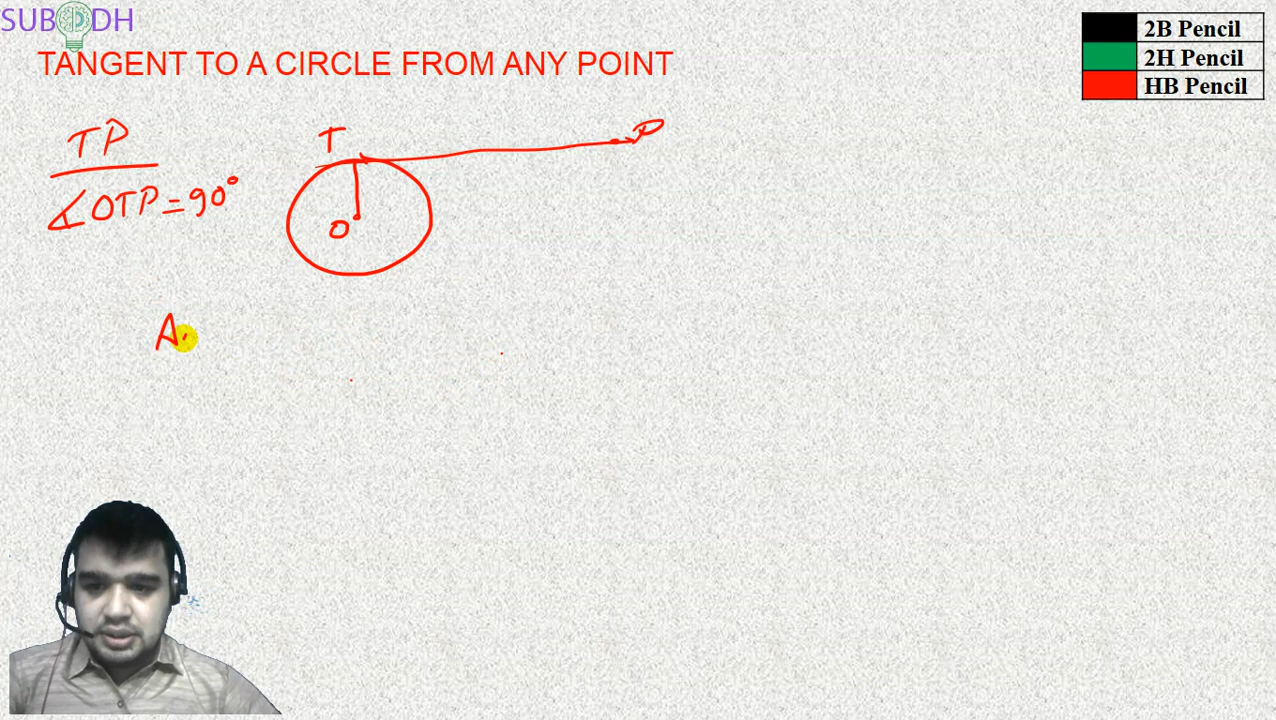 SUBODH
TANGENT TO A CIRCLE FROM ANY POINT
2B Pencil
2H Pencil
HB Pencil
TP
∠OTP = 90°
T
P
O
A